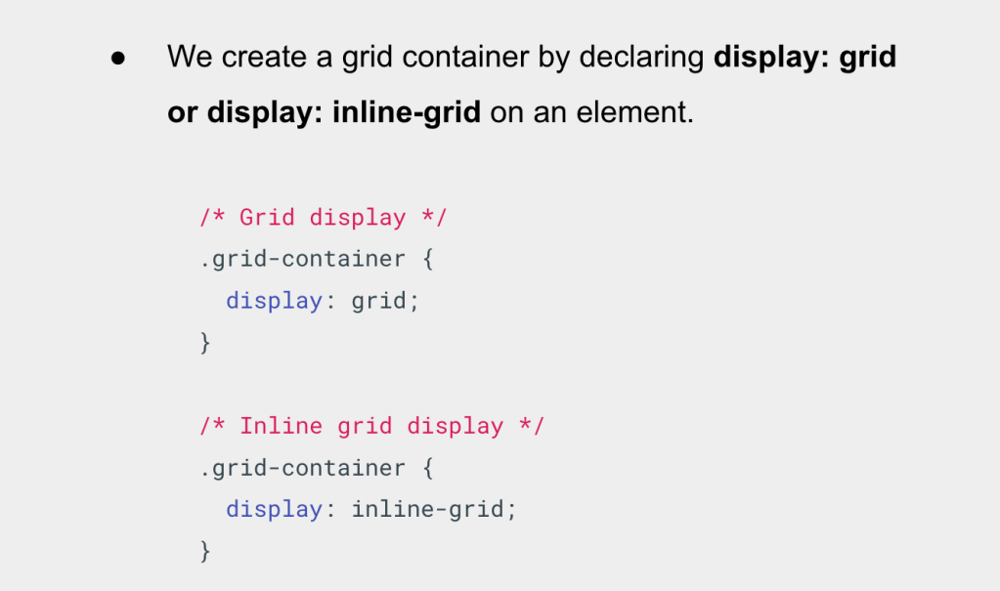 ● We create a grid container by declaring display: grid
or display: inline-grid on an element.
/* Grid display */
.grid-container {
  display: grid;
}
/* Inline grid display */
.grid-container {
  display: inline-grid;
}